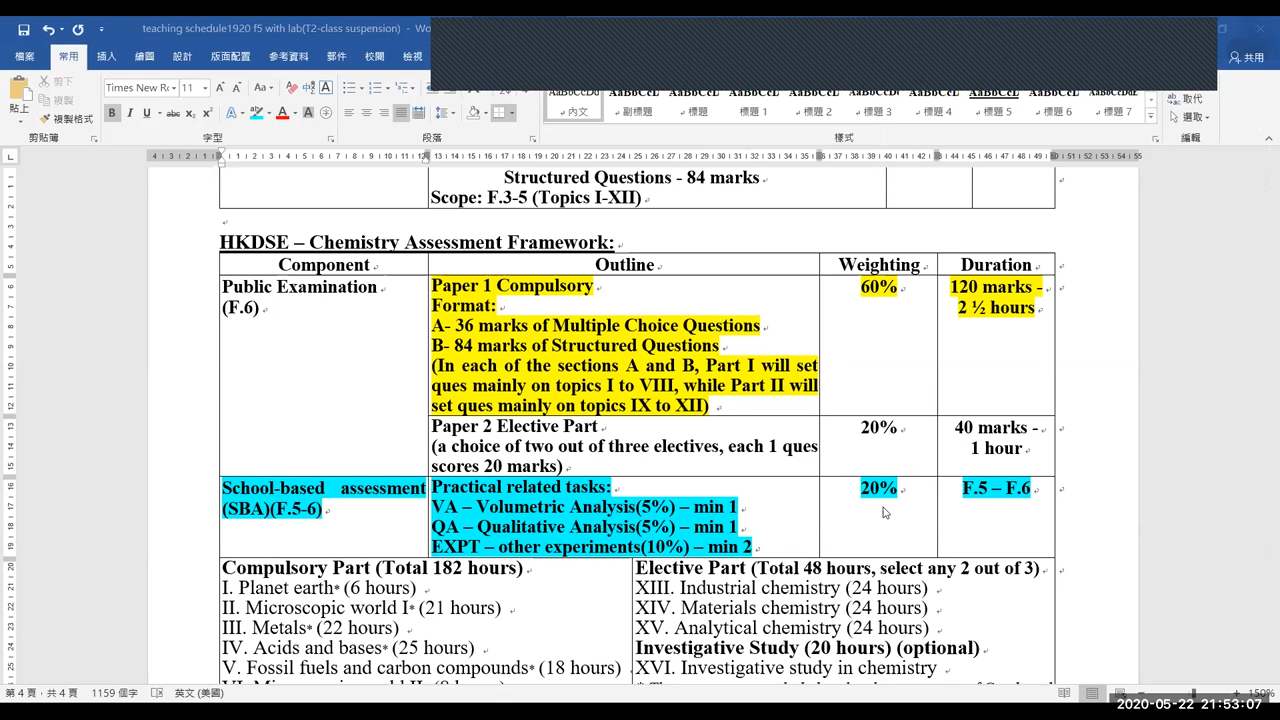 teaching schedule1920 f5 with lab(T2-class suspension) - Wo
檔案 常用 插入 繪圖 設計 版面配置 參考資料 郵件 校閱 檢視 共用
貼上 剪下 複製 複製格式
Times New Ro 11
B I U abc X₂ X² A A A
AaBbCcL AaBbCcL AaBbCcL AaBbCcL AaBbCcL AaBbCcL AaBbCcL AaBbCcL
內文 副標題 標題 標題 1 標題 2 標題 3 標題 4 標題 5 標題 6 標題 7
取代
選取
剪貼簿 字型 段落 樣式 編輯
Structured Questions - 84 marks
Scope: F.3-5 (Topics I-XII)
HKDSE – Chemistry Assessment Framework:
Component Outline Weighting Duration
Public Examination (F.6)
Paper 1 Compulsory
Format:
A- 36 marks of Multiple Choice Questions
B- 84 marks of Structured Questions
(In each of the sections A and B, Part I will set
ques mainly on topics I to VIII, while Part II will
set ques mainly on topics IX to XII)
60%
120 marks -
2 ½ hours
Paper 2 Elective Part
(a choice of two out of three electives, each 1 ques
scores 20 marks)
20%
40 marks -
1 hour
School-based assessment
(SBA)(F.5-6)
Practical related tasks:
VA – Volumetric Analysis(5%) – min 1
QA – Qualitative Analysis(5%) – min 1
EXPT – other experiments(10%) – min 2
20%
F.5 – F.6
Compulsory Part (Total 182 hours)
I. Planet earth* (6 hours)
II. Microscopic world I* (21 hours)
III. Metals* (22 hours)
IV. Acids and bases* (25 hours)
V. Fossil fuels and carbon compounds* (18 hours)
Elective Part (Total 48 hours, select any 2 out of 3)
XIII. Industrial chemistry (24 hours)
XIV. Materials chemistry (24 hours)
XV. Analytical chemistry (24 hours)
Investigative Study (20 hours) (optional)
XVI. Investigative study in chemistry
第 4 頁，共 4 頁 1159 個字 英文 (美國) 150%
2020-05-22 21:53:07